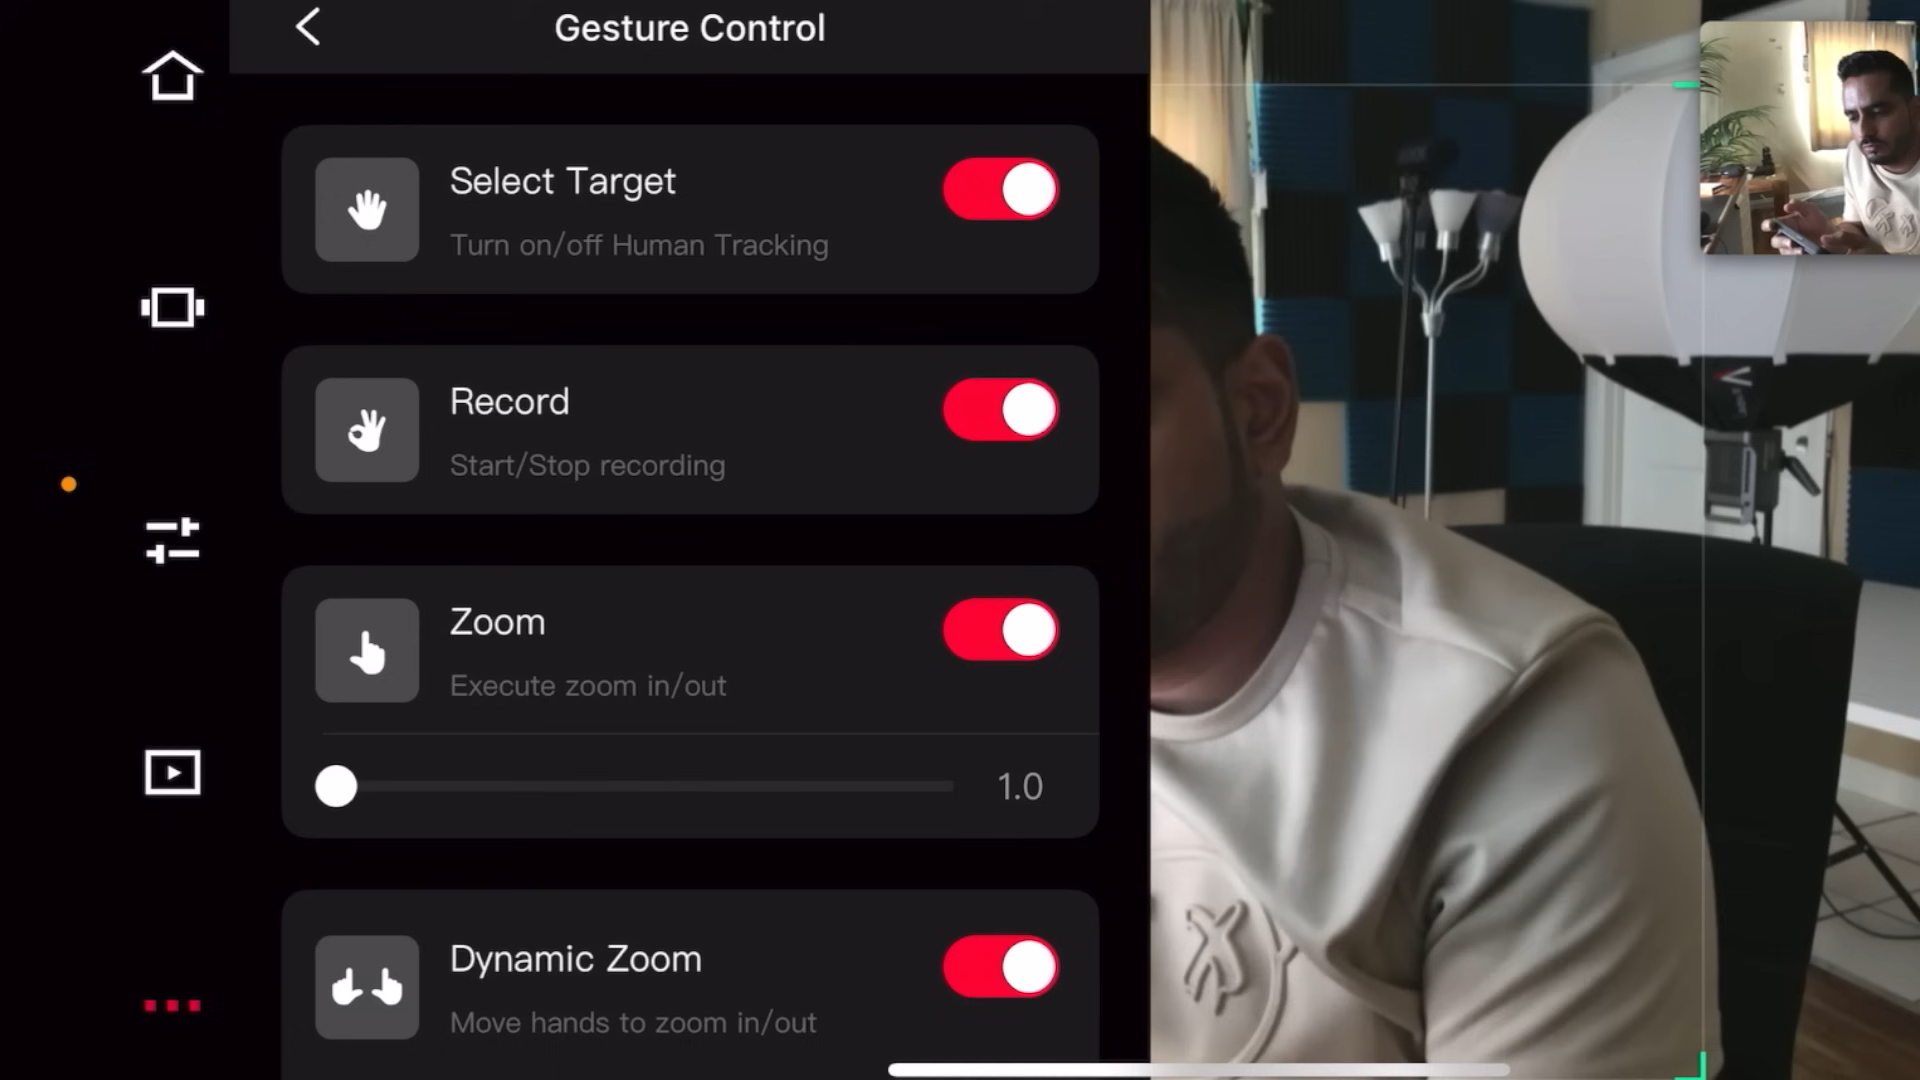 Gesture Control
Select Target
Turn on/off Human Tracking
Record
Start/Stop recording
Zoom
Execute zoom in/out
1.0
Dynamic Zoom
Move hands to zoom in/out